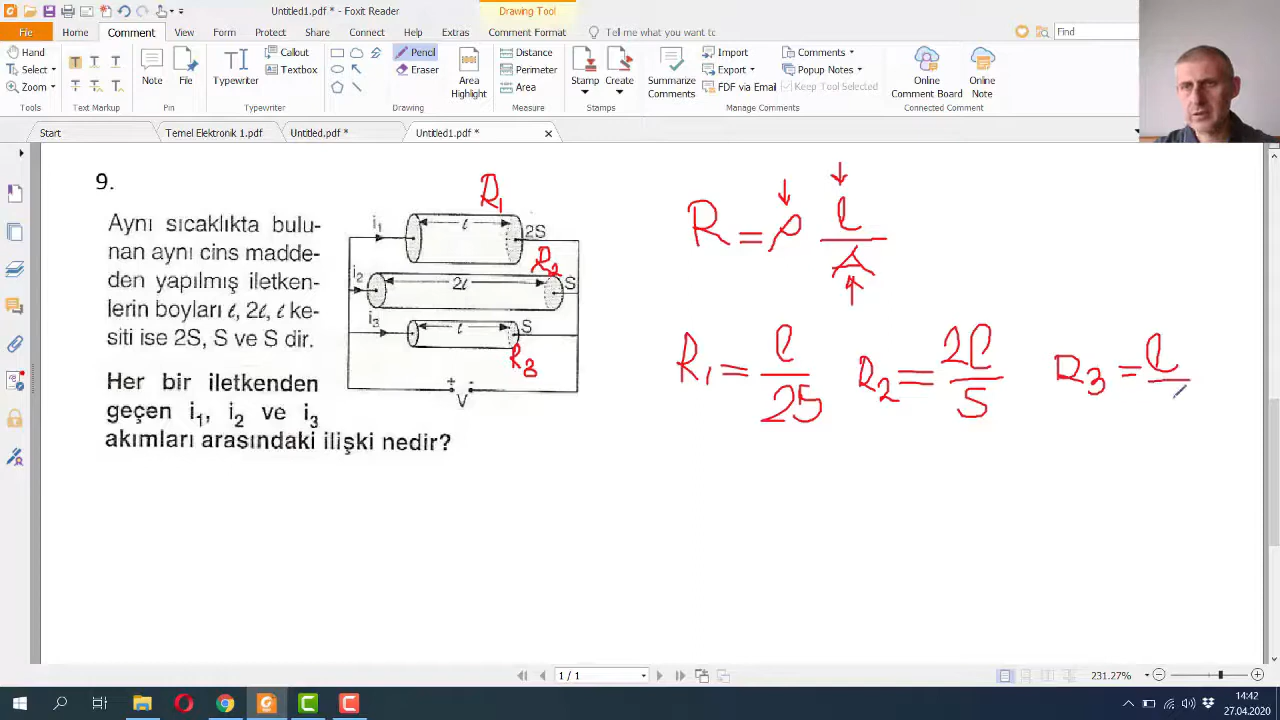 Untitled1.pdf * - Foxit Reader
Drawing Tool
File Home Comment View Form Protect Share Connect Help Extras Comment Format Tell me what you want to
Find
Hand
Select
Zoom
Tools
Text Markup
Note
File
Pin
Typewriter
Callout
Textbox
Typewriter
Pencil
Eraser
Drawing
Area Highlight
Distance
Perimeter
Area
Measure
Stamp
Create
Stamps
Summarize Comments
Import
Export
FDF via Email
Comments
Popup Notes
Keep Tool Selected
Manage Comments
Online Comment Board
Online Note
Connected Comment
Start
Temel Elektronik 1.pdf *
Untitled.pdf *
Untitled1.pdf *
9.
Aynı sıcaklıkta bulu-
nan aynı cins madde-
den yapılmış iletken-
lerin boyları ℓ, 2ℓ, ℓ ke-
siti ise 2S, S ve S dir.
Her bir iletkenden
geçen i₁, i₂ ve i₃
akımları arasındaki ilişki nedir?
R₁
i₁ ℓ 2S
R₂
i₂ 2ℓ S
i₃ ℓ S
R₃
+ -
V
R = ρ ℓ/A
R₁ = ℓ/2S R₂ = 2ℓ/S R₃ = ℓ
1 / 1
231.27%
14:42
27.04.2020